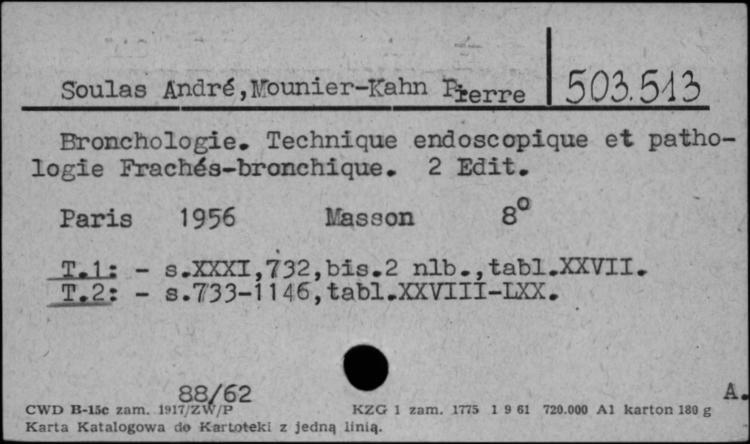 Soulas André,Mounier-Kahn Pierre 503.513
Bronchologie. Technique endoscopique et patho-
logie Frachés-bronchique. 2 Edit.
Paris 1956 Masson 8°
T.1: - s.XXXI,732,bis.2 nlb.,tabl.XXVII.
T.2: - s.733-1146,tabl.XXVIII-LXX.
88/62 A.
CWD B-15c zam. 1917/ZW/P KZG 1 zam. 1775 1 9 61 720.000 A1 karton 180 g
Karta Katalogowa do Kartoteki z jedną linią.